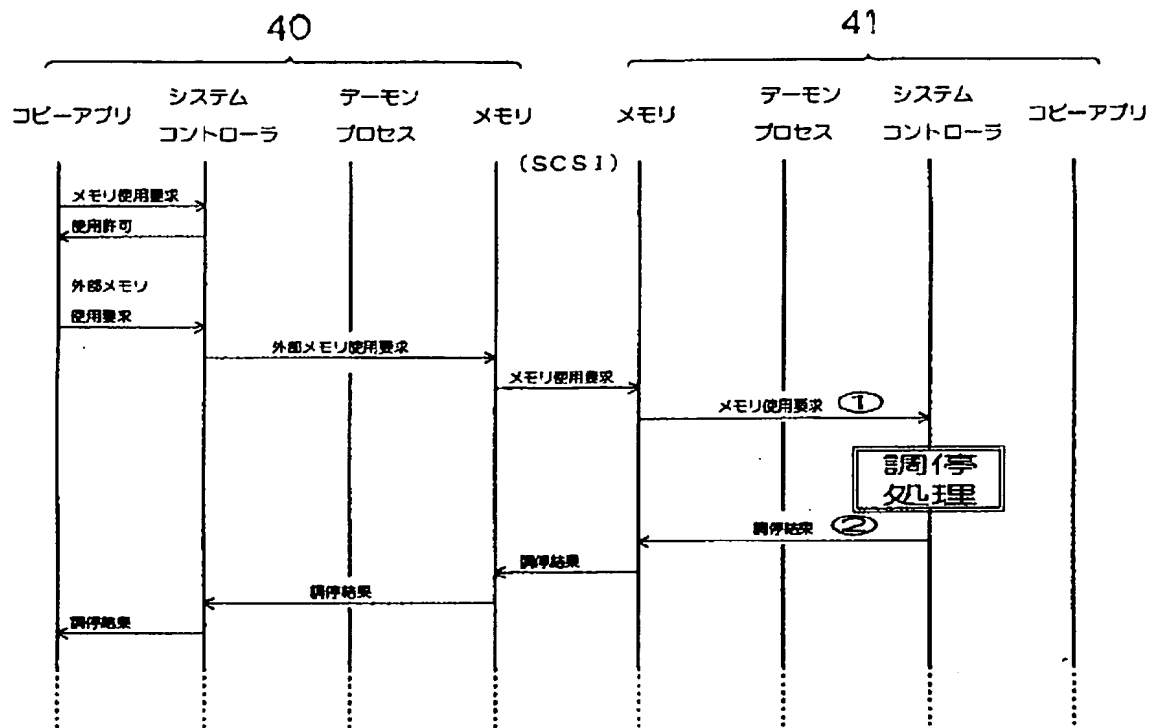 40
41
コピーアプリ
システム
コントローラ
デーモン
プロセス
メモリ
(SCSI)
メモリ
デーモン
プロセス
システム
コントローラ
コピーアプリ
メモリ使用要求
使用許可
外部メモリ
使用要求
外部メモリ使用要求
メモリ使用要求
メモリ使用要求 ①
調停
処理
調停結果 ②
調停結果
調停結果
調停結果